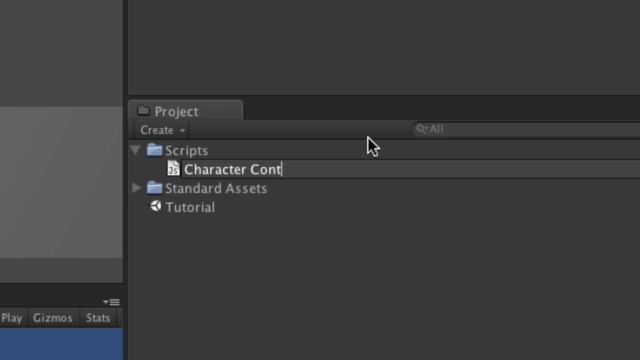 Project
Create
All
Scripts
Js Character Cont
Standard Assets
Tutorial
Play Gizmos Stats